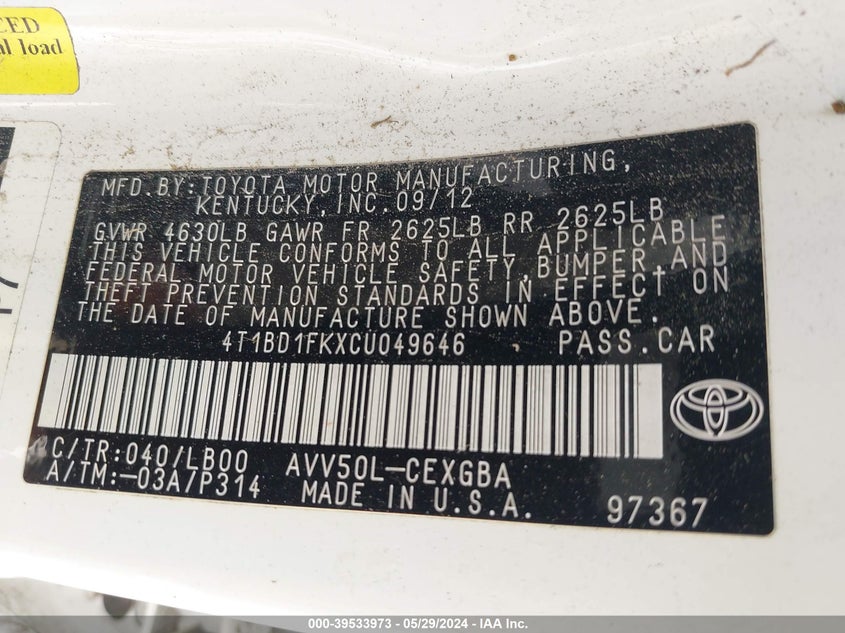 CED
al load
MFD.BY:TOYOTA MOTOR MANUFACTURING,
KENTUCKY,INC.09/12
GVWR 4630LB GAWR FR 2625LB RR 2625LB
THIS VEHICLE CONFORMS TO ALL APPLICABLE
FEDERAL MOTOR VEHICLE SAFETY,BUMPER AND
THEFT PREVENTION STANDARDS IN EFFECT ON
THE DATE OF MANUFACTURE SHOWN ABOVE.
4T1BD1FKXCU049646 PASS.CAR
C/TR:040/LB00 AVV50L-CEXGBA
A/TM:-03A/P314 MADE IN U.S.A. 97367
000-39533973 - 05/29/2024 - IAA Inc.